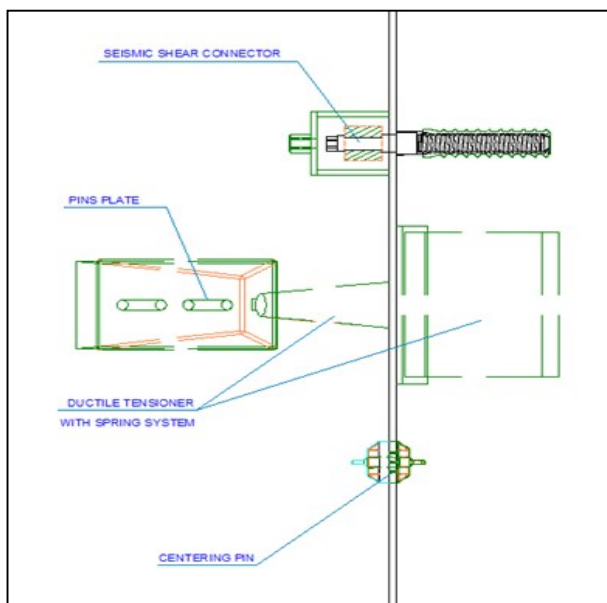 SEISMIC SHEAR CONNECTOR
PINS PLATE
DUCTILE TENSIONER
WITH SPRING SYSTEM
CENTERING PIN